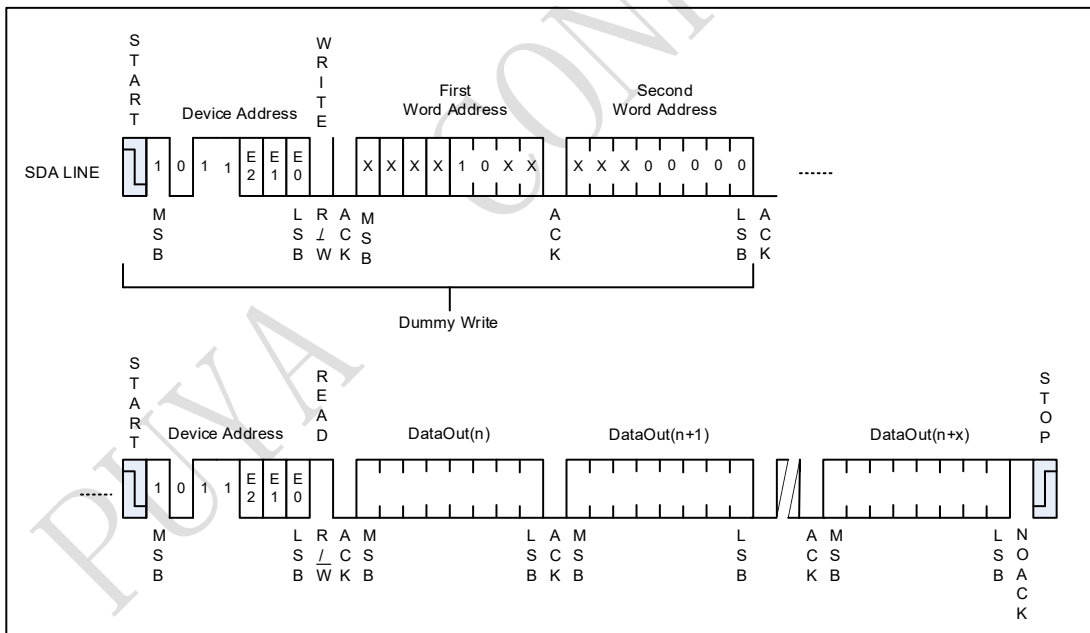 START
WRITE
Device Address
First
Word Address
Second
Word Address
SDA LINE
1 0 1 1 E2 E1 E0
X X X X 1 0 X X
X X X 0 0 0 0 0
......
MSB
LSB
R/W
ACK
MSB
ACK
LSB
ACK
Dummy Write
START
READ
Device Address
DataOut(n)
DataOut(n+1)
DataOut(n+x)
STOP
......
1 0 1 1 E2 E1 E0
MSB
LSB
R/W
ACK
MSB
LSB
ACK
MSB
LSB
ACK
MSB
LSB
NOACK
PUYA CONF